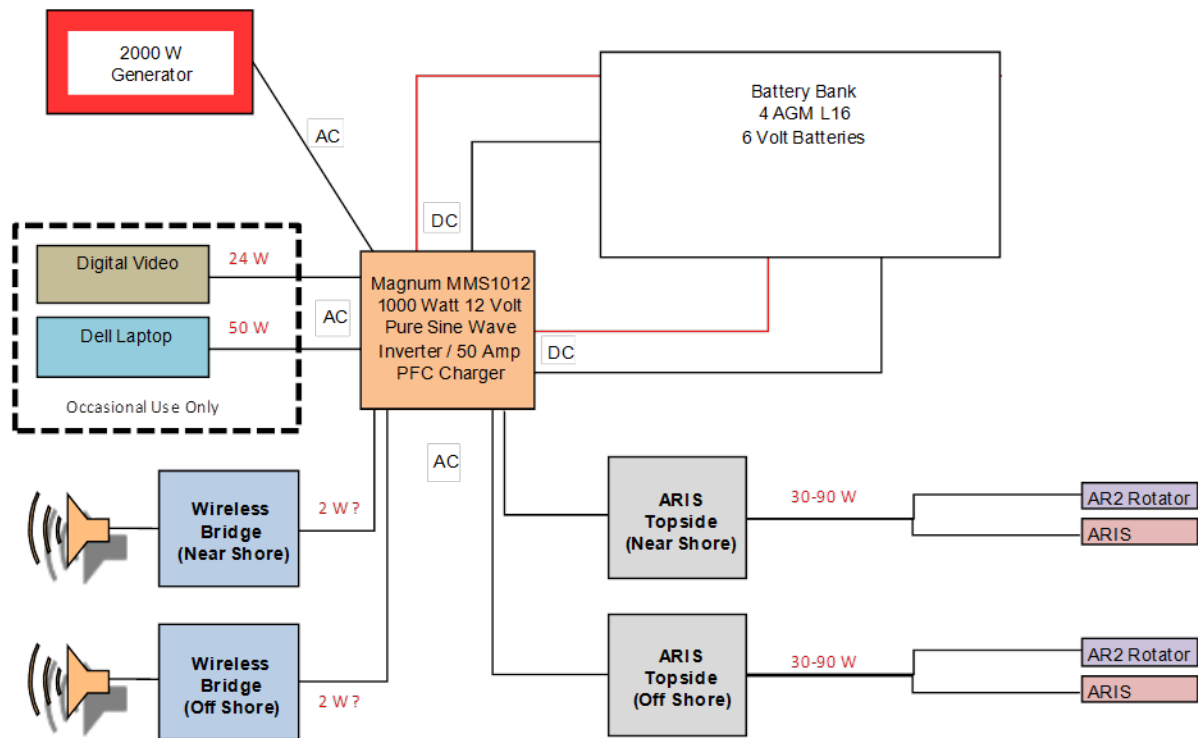 2000 W
Generator
Battery Bank
4 AGM L16
6 Volt Batteries
AC
DC
Digital Video
24 W
Dell Laptop
50 W
Occasional Use Only
AC
Magnum MMS1012
1000 Watt 12 Volt
Pure Sine Wave
Inverter / 50 Amp
PFC Charger
DC
AC
Wireless
Bridge
(Near Shore)
2 W ?
ARIS
Topside
(Near Shore)
30-90 W
AR2 Rotator
ARIS
Wireless
Bridge
(Off Shore)
2 W ?
ARIS
Topside
(Off Shore)
30-90 W
AR2 Rotator
ARIS